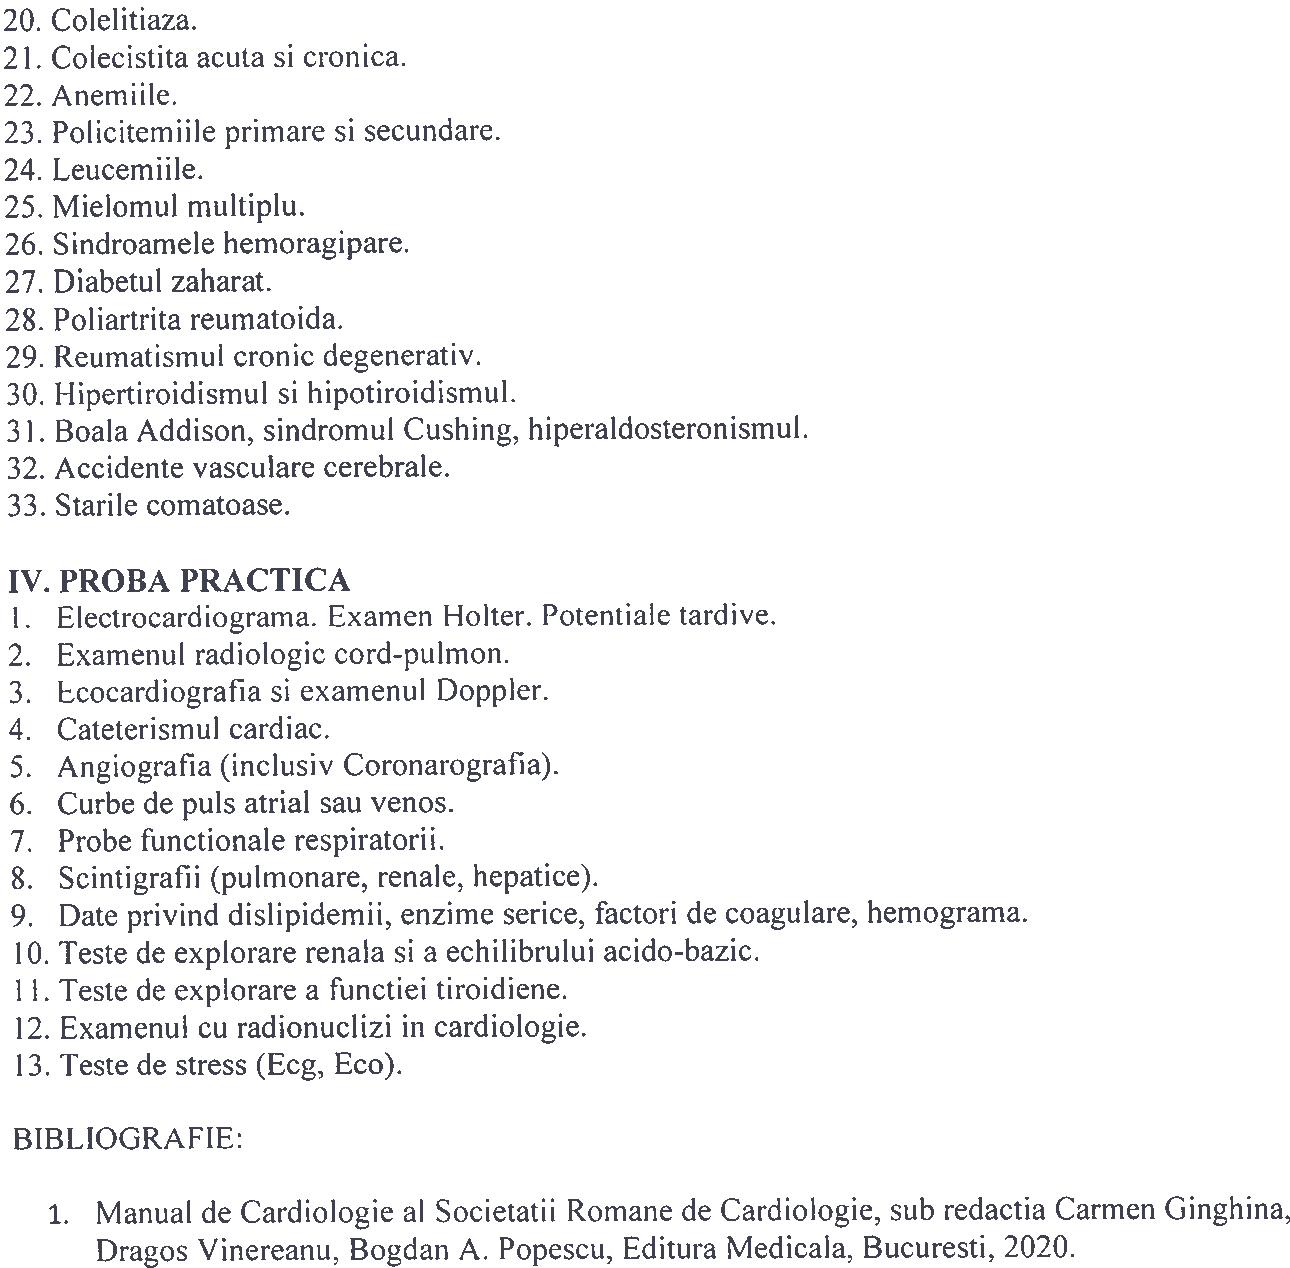 20. Colelitiaza.
21. Colecistita acuta si cronica.
22. Anemiile.
23. Policitemiile primare si secundare.
24. Leucemiile.
25. Mielomul multiplu.
26. Sindroamele hemoragipare.
27. Diabetul zaharat.
28. Poliartrita reumatoida.
29. Reumatismul cronic degenerativ.
30. Hipertiroidismul si hipotiroidismul.
31. Boala Addison, sindromul Cushing, hiperaldosteronismul.
32. Accidente vasculare cerebrale.
33. Starile comatoase.
IV. PROBA PRACTICA
1. Electrocardiograma. Examen Holter. Potentiale tardive.
2. Examenul radiologic cord-pulmon.
3. Ecocardiografia si examenul Doppler.
4. Cateterismul cardiac.
5. Angiografia (inclusiv Coronarografia).
6. Curbe de puls atrial sau venos.
7. Probe functionale respiratorii.
8. Scintigrafii (pulmonare, renale, hepatice).
9. Date privind dislipidemii, enzime serice, factori de coagulare, hemograma.
10. Teste de explorare renala si a echilibrului acido-bazic.
11. Teste de explorare a functiei tiroidiene.
12. Examenul cu radionuclizi in cardiologie.
13. Teste de stress (Ecg, Eco).
BIBLIOGRAFIE:
1. Manual de Cardiologie al Societatii Romane de Cardiologie, sub redactia Carmen Ginghina,
Dragos Vinereanu, Bogdan A. Popescu, Editura Medicala, Bucuresti, 2020.